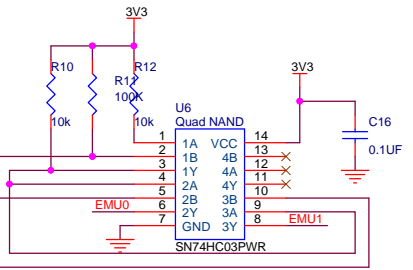 3V3
R10
R12
3V3
R11
100K
10k
10k
U6
Quad NAND
C16
0.1UF
1 1A VCC 14
2 1B 4B 13
3 1Y 4A 12
4 2A 4Y 11
5 2B 3B 10
EMU0 6 2Y 3A 9
7 GND 3Y 8 EMU1
SN74HC03PWR